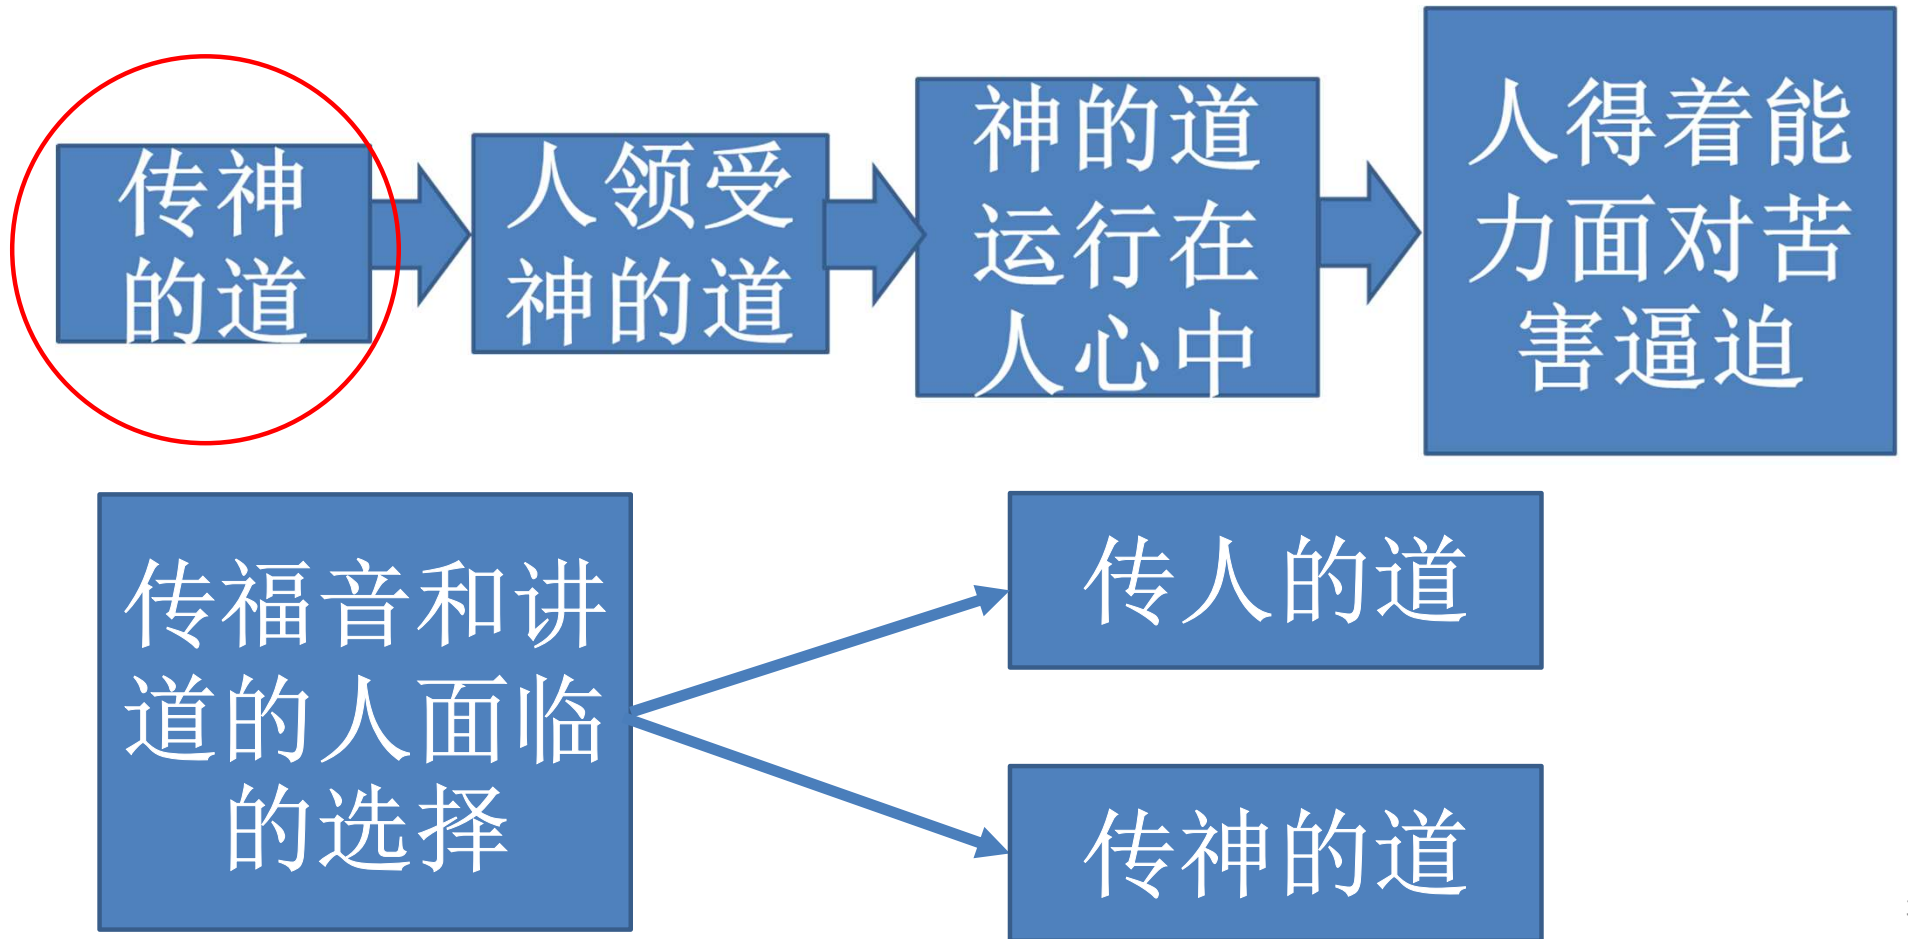 传神
的道
人领受
神的道
神的道
运行在
人心中
人得着能
力面对苦
害逼迫
传福音和讲
道的人面临
的选择
传人的道
传神的道